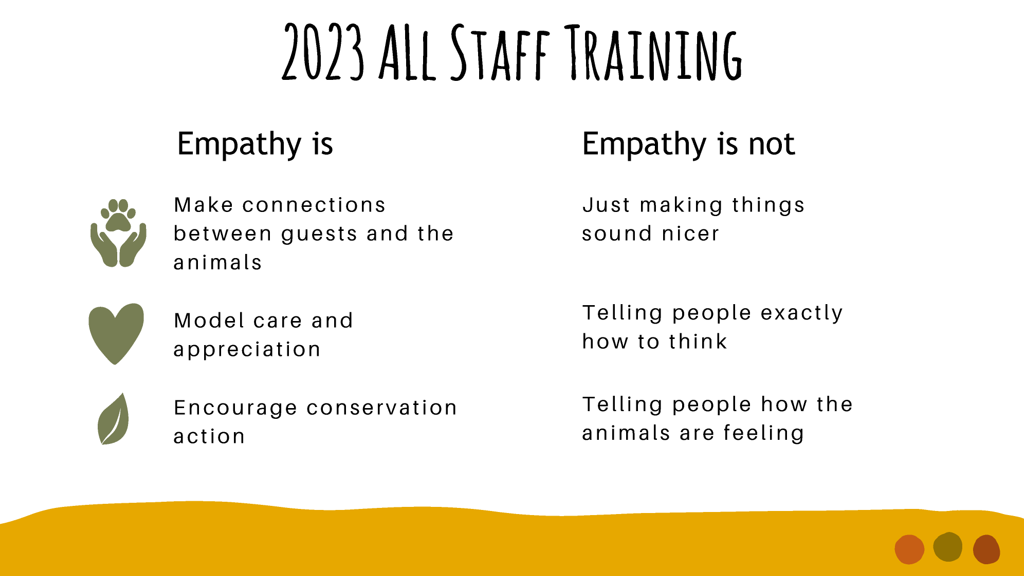 2023 All Staff Training
Empathy is
Make connections
between guests and the
animals
Model care and
appreciation
Encourage conservation
action
Empathy is not
Just making things
sound nicer
Telling people exactly
how to think
Telling people how the
animals are feeling